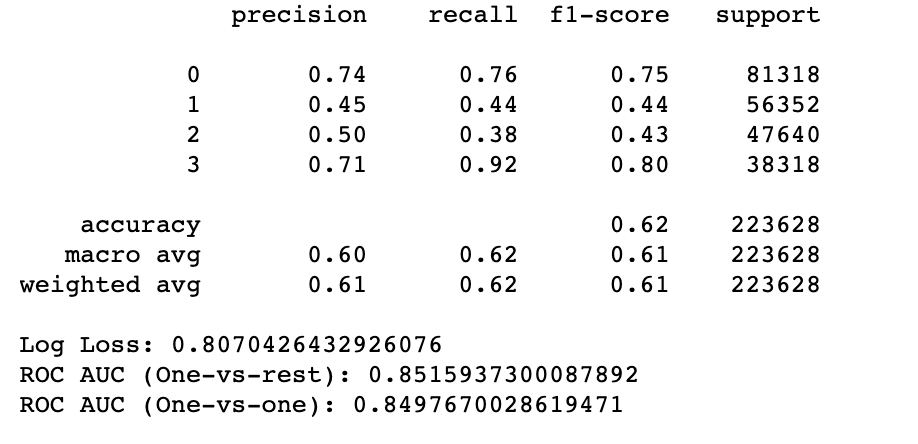 precision recall f1-score support
0 0.74 0.76 0.75 81318
1 0.45 0.44 0.44 56352
2 0.50 0.38 0.43 47640
3 0.71 0.92 0.80 38318
accuracy 0.62 223628
macro avg 0.60 0.62 0.61 223628
weighted avg 0.61 0.62 0.61 223628
Log Loss: 0.8070426432926076
ROC AUC (One-vs-rest): 0.8515937300087892
ROC AUC (One-vs-one): 0.8497670028619471